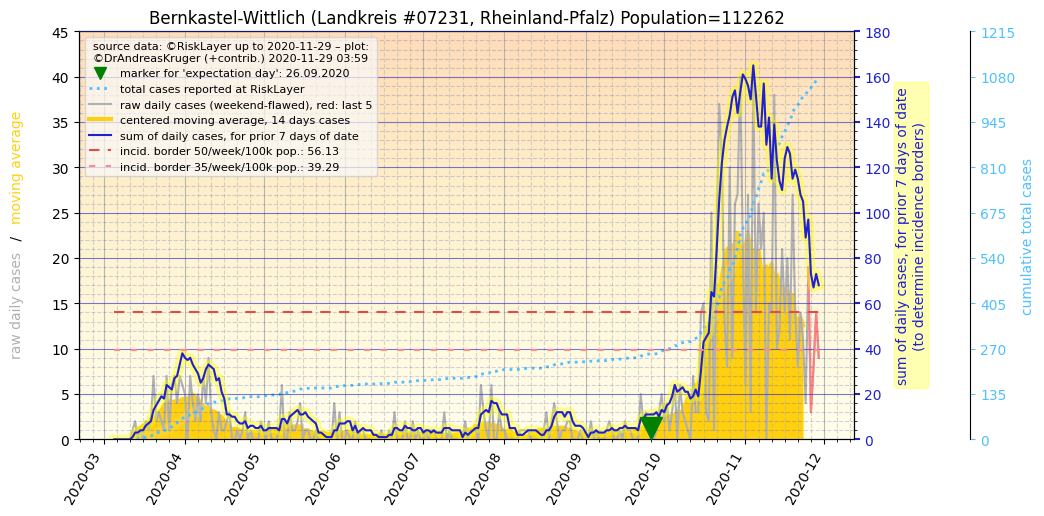 Bernkastel-Wittlich (Landkreis #07231, Rheinland-Pfalz) Population=112262
source data: ©RiskLayer up to 2020-11-29 – plot:
©DrAndreasKruger (+contrib.) 2020-11-29 03:59
marker for 'expectation day': 26.09.2020
total cases reported at RiskLayer
raw daily cases (weekend-flawed), red: last 5
centered moving average, 14 days cases
sum of daily cases, for prior 7 days of date
incid. border 50/week/100k pop.: 56.13
incid. border 35/week/100k pop.: 39.29
raw daily cases / moving average
45
40
35
30
25
20
15
10
5
0
2020-03
2020-04
2020-05
2020-06
2020-07
2020-08
2020-09
2020-10
2020-11
2020-12
180
160
140
120
100
80
60
40
20
0
sum of daily cases, for prior 7 days of date
(to determine incidence borders)
1215
1080
945
810
675
540
405
270
135
0
cumulative total cases